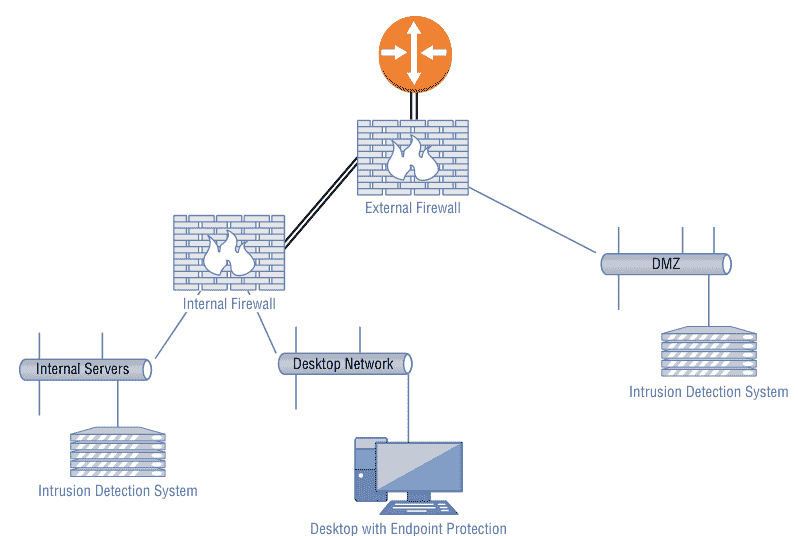 External Firewall
DMZ
Internal Firewall
Internal Servers
Desktop Network
Intrusion Detection System
Intrusion Detection System
Desktop with Endpoint Protection